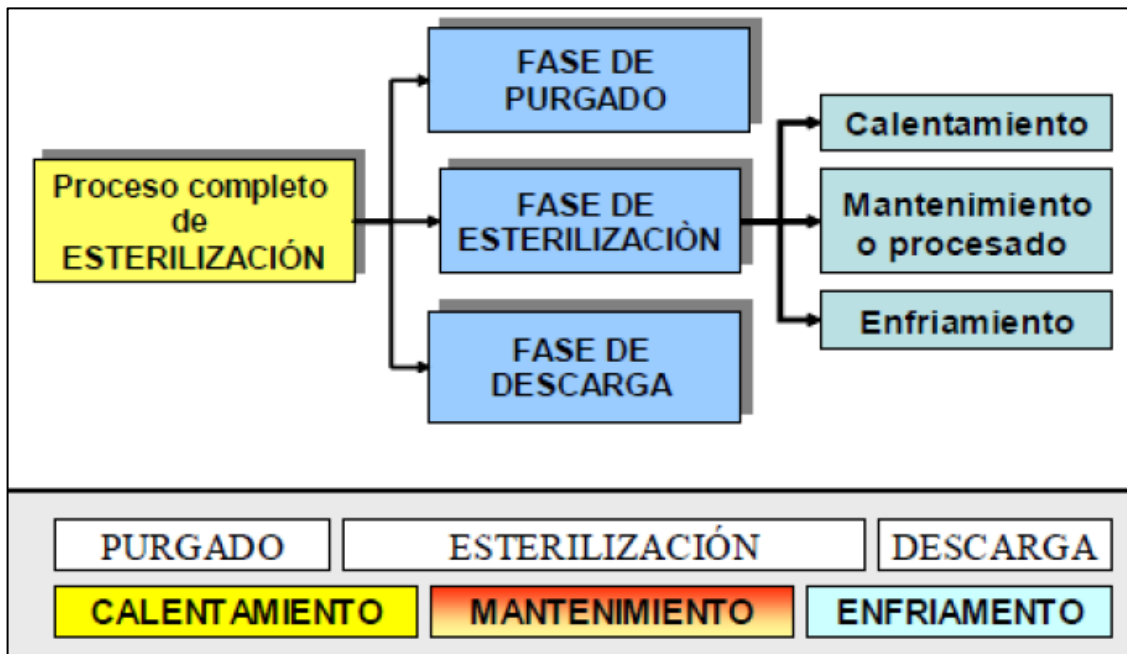 Proceso completo
de
ESTERILIZACIÓN
FASE DE
PURGADO
FASE DE
ESTERILIZACIÒN
FASE DE
DESCARGA
Calentamiento
Mantenimiento
o procesado
Enfriamiento
PURGADO
ESTERILIZACIÓN
DESCARGA
CALENTAMIENTO
MANTENIMIENTO
ENFRIAMENTO